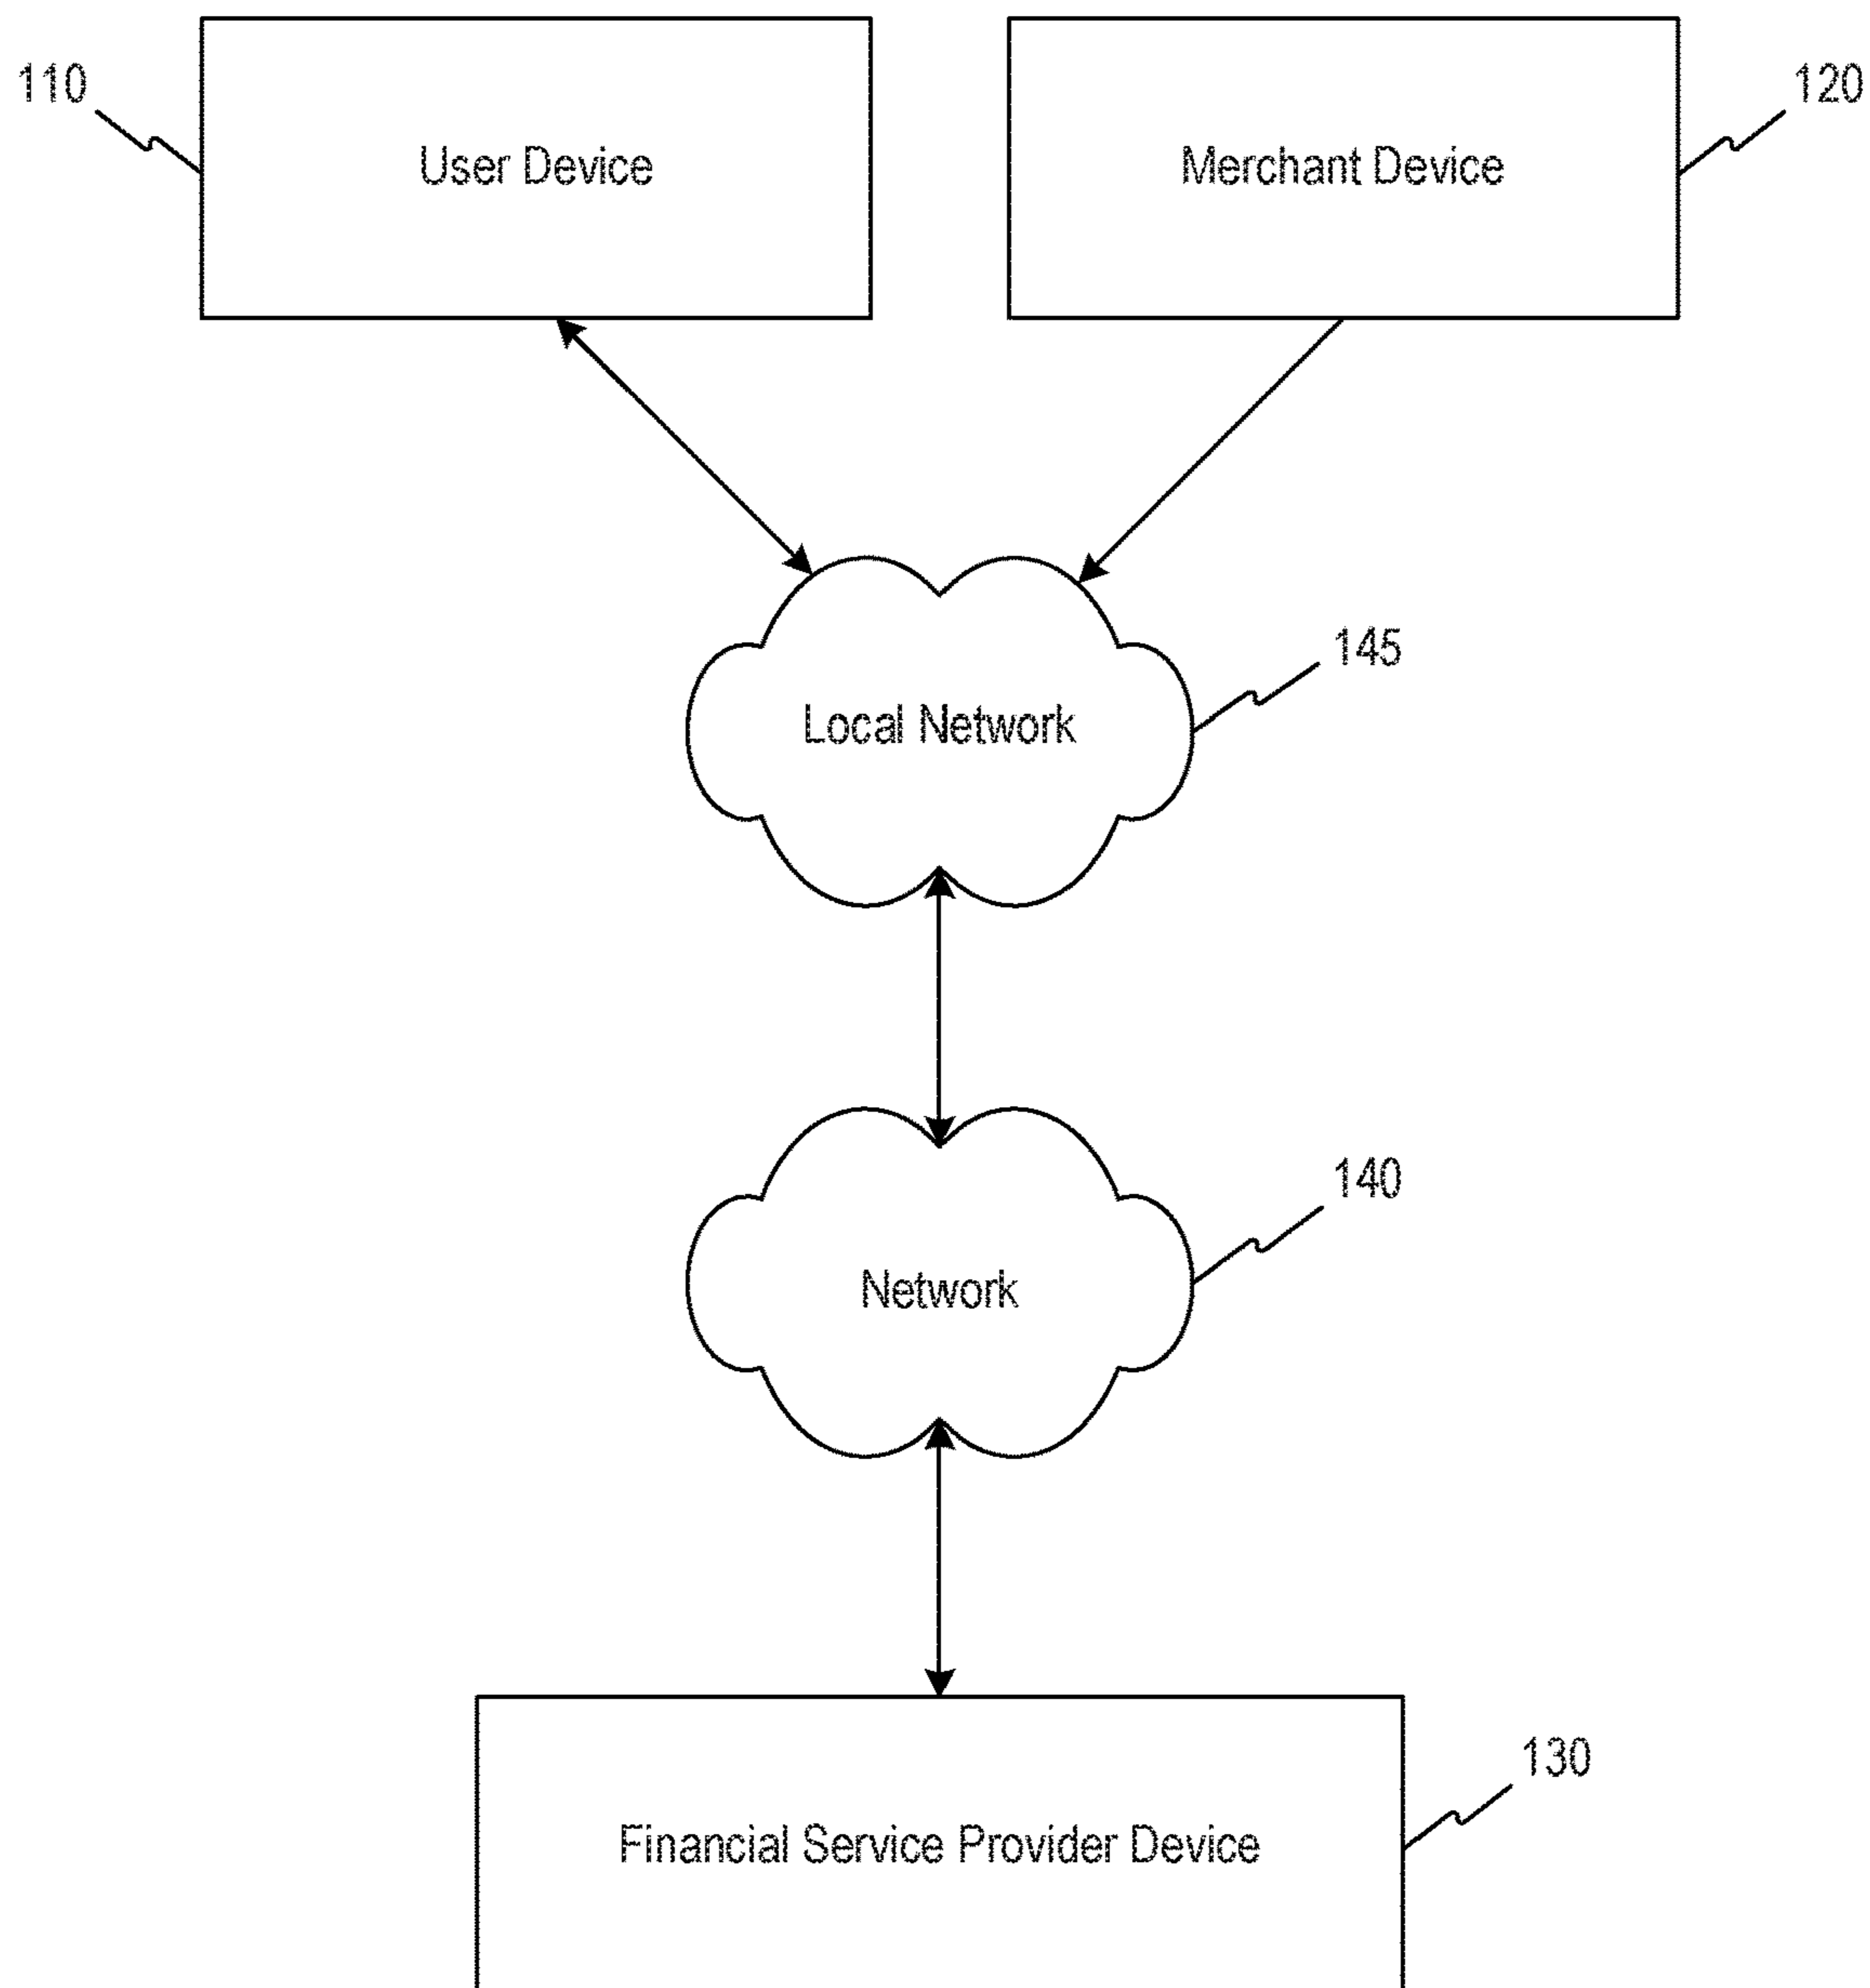 110
120
User Device
Merchant Device
145
Local Network
140
Network
130
Financial Service Provider Device